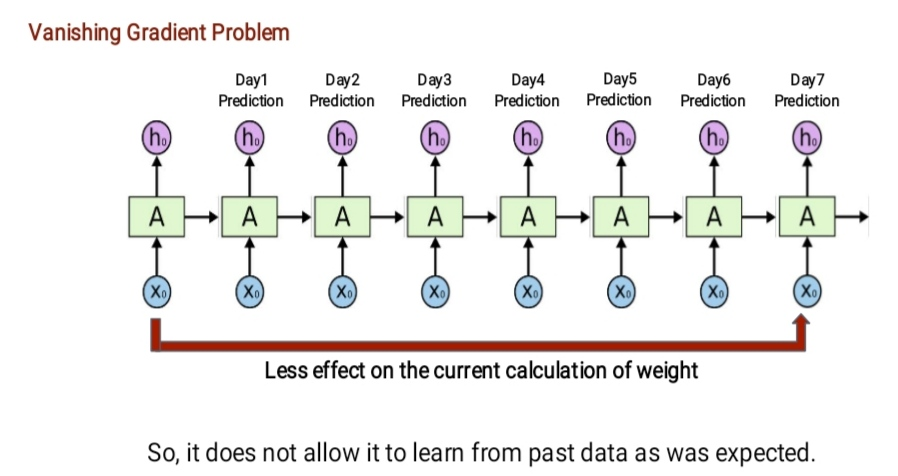 Vanishing Gradient Problem
Day1 Day2 Day3 Day4 Day5 Day6 Day7
Prediction Prediction Prediction Prediction Prediction Prediction Prediction
h₀ h₀ h₀ h₀ h₀ h₀ h₀ h₀
A A A A A A A A
X₀ X₀ X₀ X₀ X₀ X₀ X₀ X₀
Less effect on the current calculation of weight
So, it does not allow it to learn from past data as was expected.